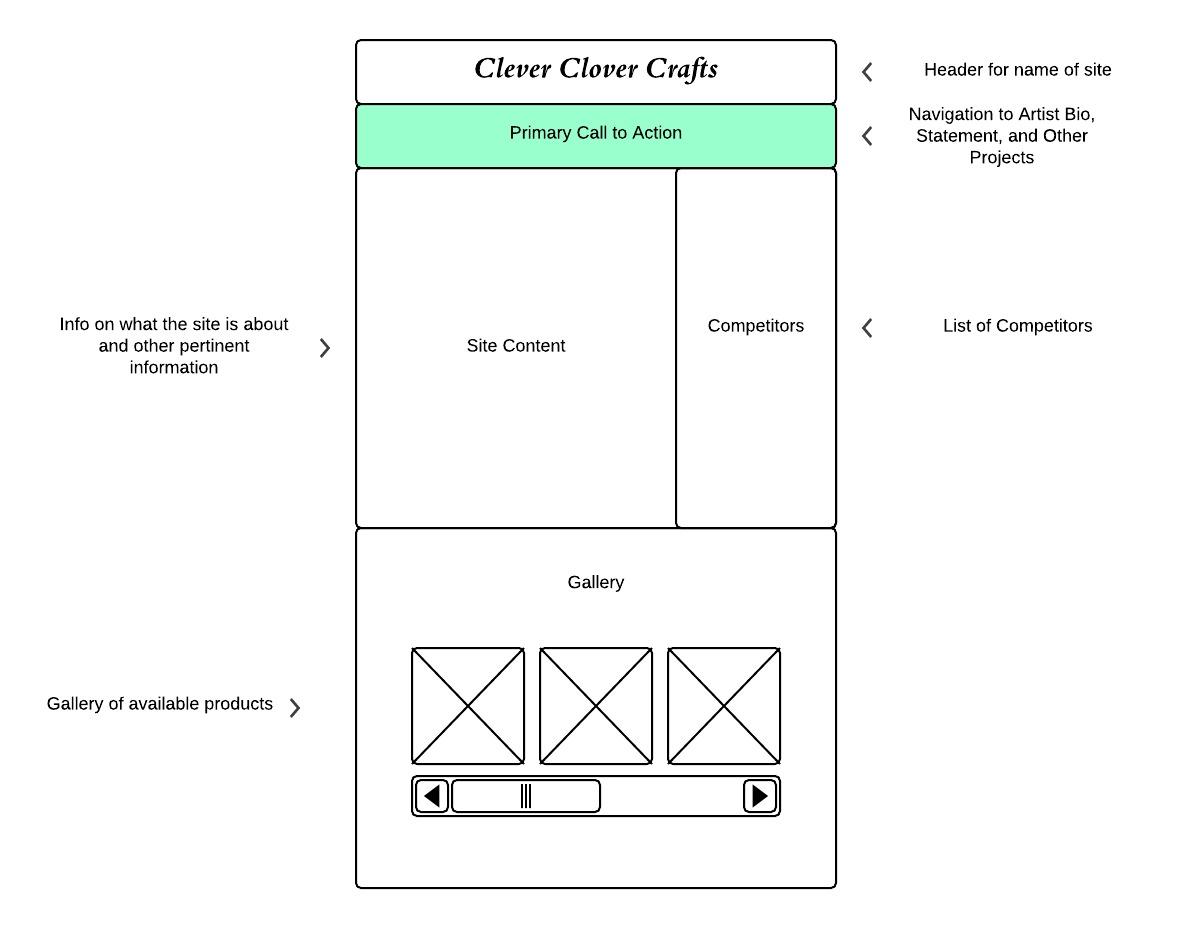 Clever Clover Crafts
Header for name of site
Primary Call to Action
Navigation to Artist Bio,
Statement, and Other
Projects
Info on what the site is about
and other pertinent
information
Site Content
Competitors
List of Competitors
Gallery
Gallery of available products